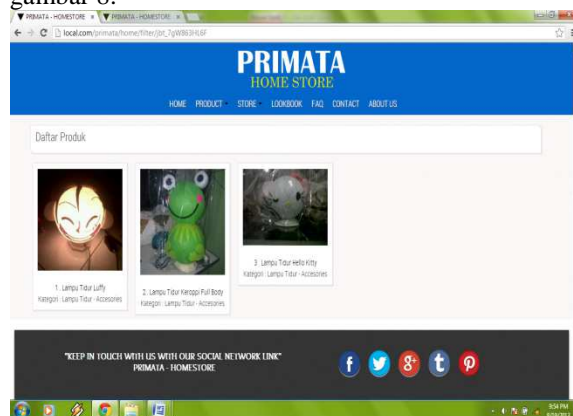 gambar 6.
PRIMATA - HOMESTORE
PRIMATA - HOMESTORE
local.com/primata/home/filter/jbt_7gW863HL6F
PRIMATA
HOME STORE
HOME PRODUCT STORE LOOKBOOK FAQ CONTACT ABOUT US
Daftar Produk
1. Lampu Tidur Luffy
Kategori : Lampu Tidur - Accesories
2. Lampu Tidur Keroppi Full Body
Kategori : Lampu Tidur - Accesories
3. Lampu Tidur Hello Kitty
Kategori : Lampu Tidur - Accesories
"KEEP IN TOUCH WITH US WITH OUR SOCIAL NETWORK LINK"
PRIMATA - HOMESTORE
9:54 PM